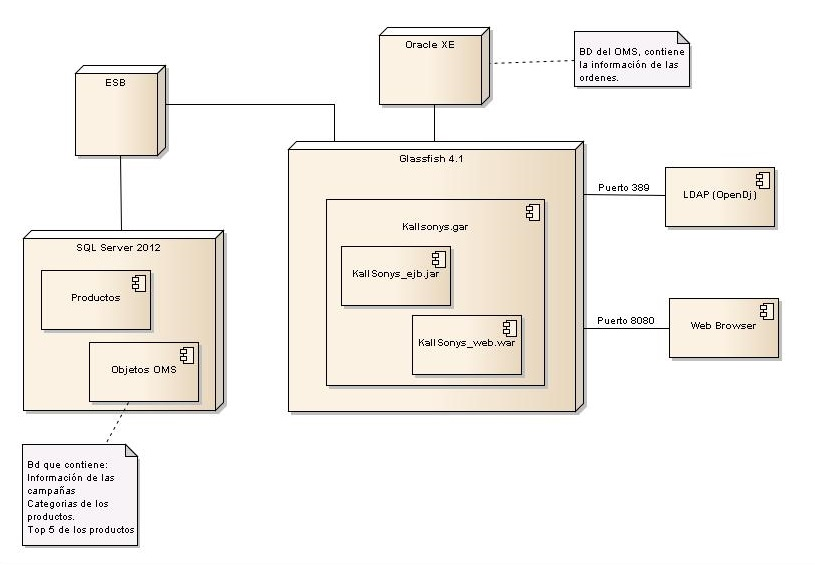 Oracle XE
BD del OMS, contiene
la información de las
ordenes.
ESB
Glassfish 4.1
Puerto 389
LDAP (OpenDj)
Kallsonys.gar
SQL Server 2012
KallSonys_ejb.jar
Productos
Puerto 8080
Web Browser
KallSonys_web.war
Objetos OMS
Bd que contiene:
Información de las
campañas
Categorias de los
productos.
Top 5 de los productos